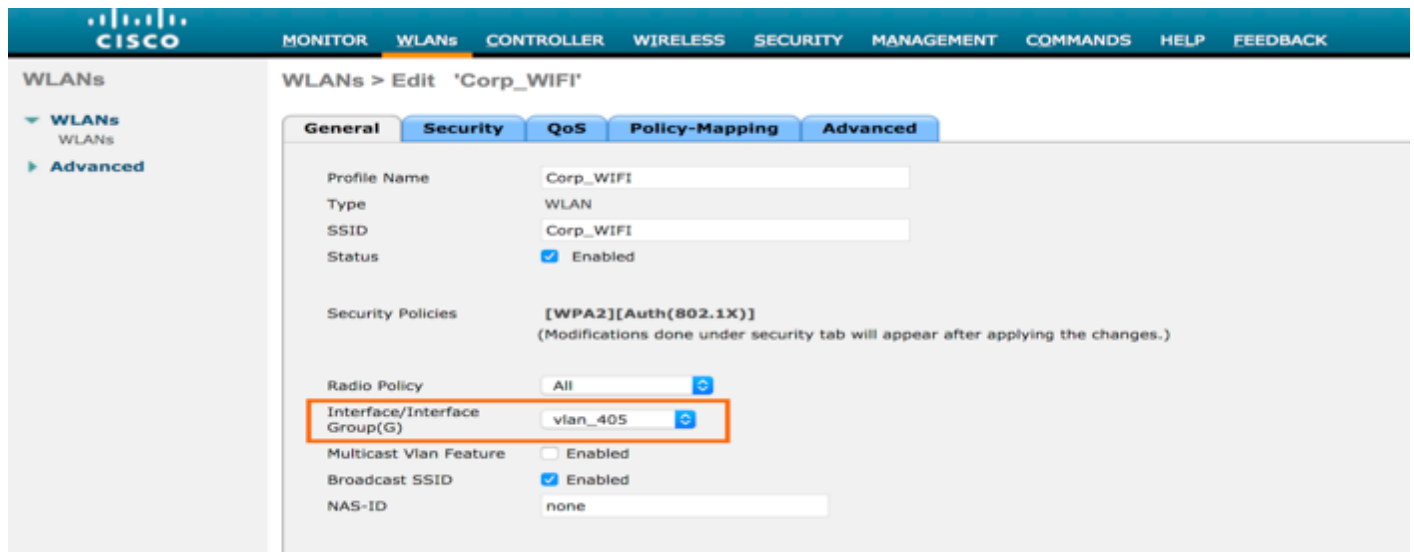 CISCO
MONITOR WLANs CONTROLLER WIRELESS SECURITY MANAGEMENT COMMANDS HELP FEEDBACK
WLANs
WLANs > Edit 'Corp_WIFI'
WLANs
WLANs
Advanced
General Security QoS Policy-Mapping Advanced
Profile Name Corp_WIFI
Type WLAN
SSID Corp_WIFI
Status Enabled
Security Policies [WPA2][Auth(802.1X)]
(Modifications done under security tab will appear after applying the changes.)
Radio Policy All
Interface/Interface
Group(G) vlan_405
Multicast Vlan Feature Enabled
Broadcast SSID Enabled
NAS-ID none